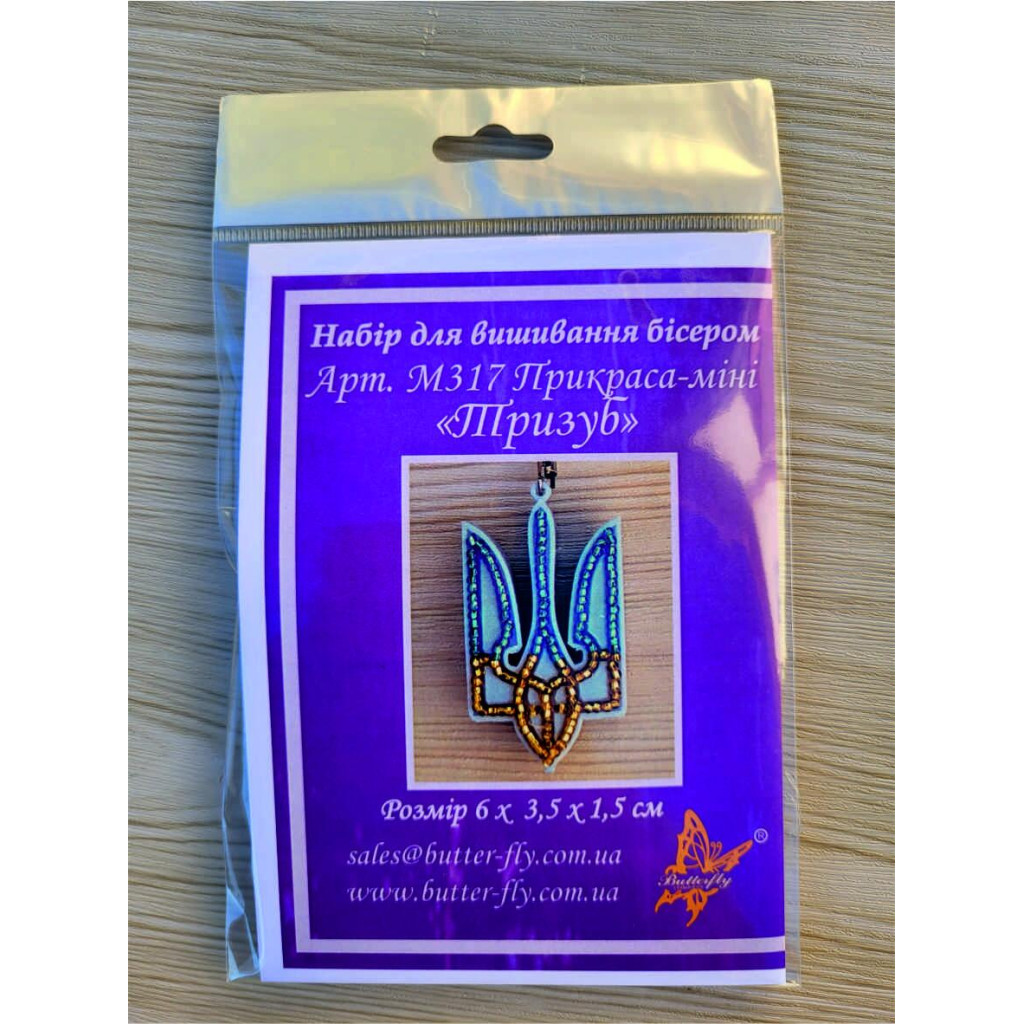 Набір для вишивання бісером
Арт. М317 Прикраса-міні
«Тризуб»
Розмір 6 х 3,5 х 1,5 см
sales@butter-fly.com.ua
www.butter-fly.com.ua
Butterfly ®